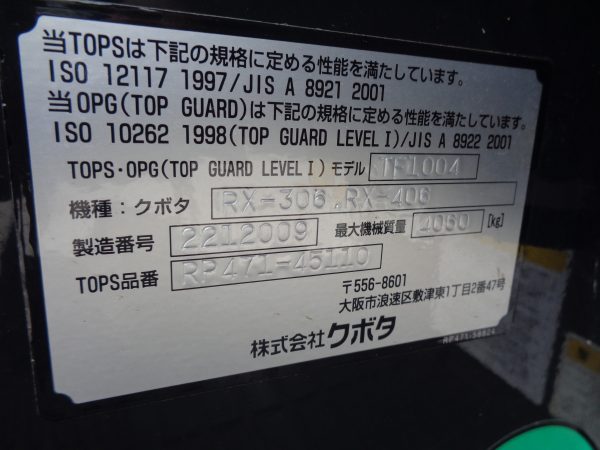 当TOPSは下記の規格に定める性能を満たしています。
ISO 12117 1997/JIS A 8921 2001
当OPG(TOP GUARD)は下記の規格に定める性能を満たしています。
ISO 10262 1998(TOP GUARD LEVEL I)/JIS A 8922 2001
TOPS・OPG(TOP GUARD LEVEL I) モデル TF1004
機種:クボタ RX-306.RX-406
製造番号 2212009 最大機械質量 4060 [kg]
TOPS品番 RP471-45110
〒556-8601
大阪市浪速区敷津東1丁目2番47号
株式会社クボタ